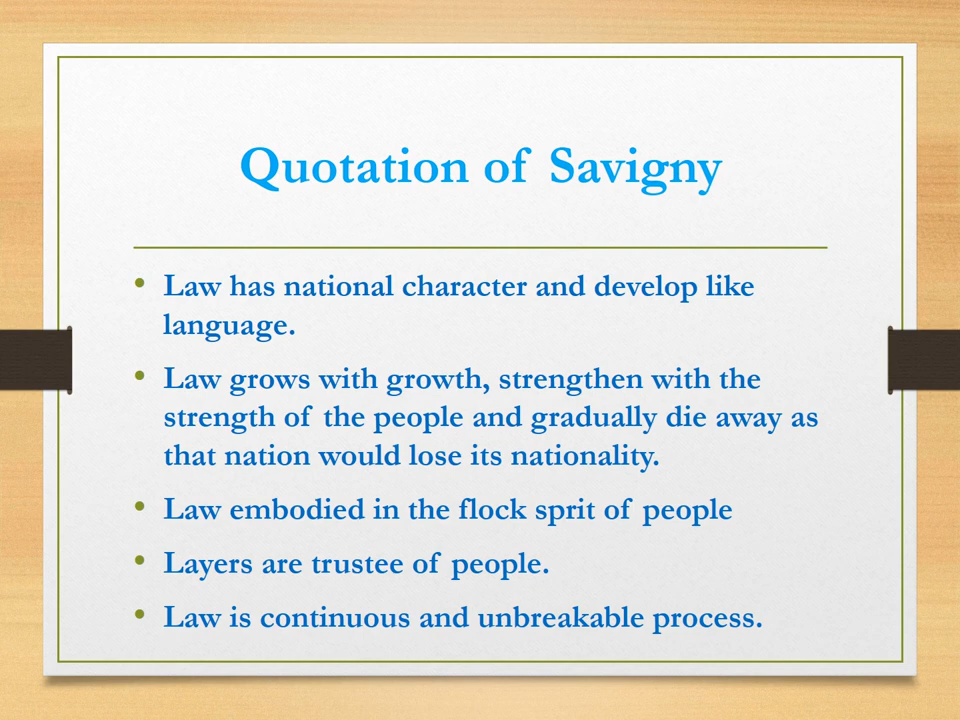 Quotation of Savigny
• Law has national character and develop like
language.
• Law grows with growth, strengthen with the
strength of the people and gradually die away as
that nation would lose its nationality.
• Law embodied in the flock sprit of people
• Layers are trustee of people.
• Law is continuous and unbreakable process.